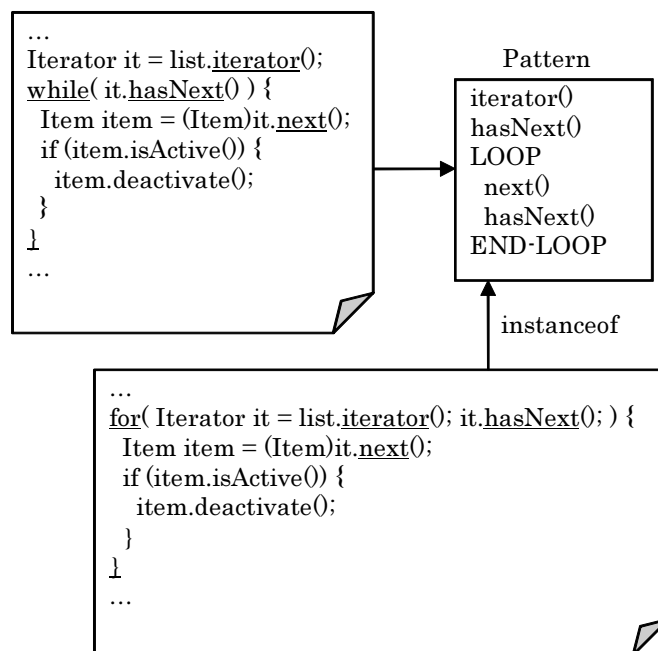 …
Iterator it = list.iterator();
while( it.hasNext() ) {
Item item = (Item)it.next();
if (item.isActive()) {
item.deactivate();
}
}
…
Pattern
iterator()
hasNext()
LOOP
next()
hasNext()
END-LOOP
instanceof
…
for( Iterator it = list.iterator(); it.hasNext(); ) {
Item item = (Item)it.next();
if (item.isActive()) {
item.deactivate();
}
}
…